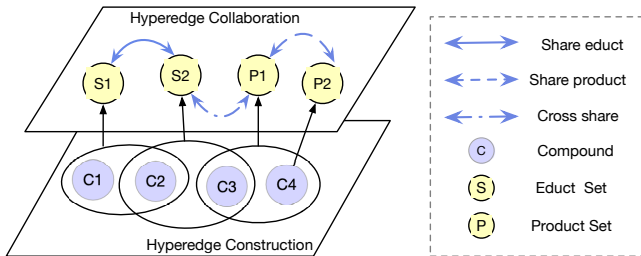 Hyperedge Collaboration
S1
S2
P1
P2
C1
C2
C3
C4
Hyperedge Construction
Share educt
Share product
Cross share
C Compound
S Educt Set
P Product Set